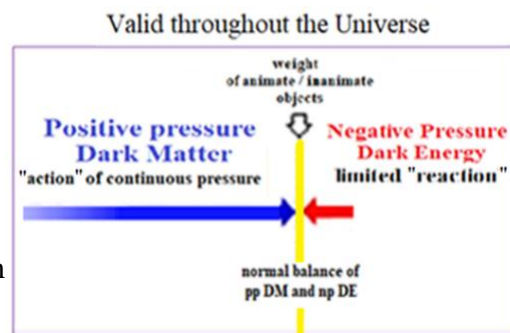 Valid throughout the Universe
weight
of animate / inanimate
objects
Positive pressure
Dark Matter
"action" of continuous pressure
Negative Pressure
Dark Energy
limited "reaction"
normal balance of
pp DM and np DE